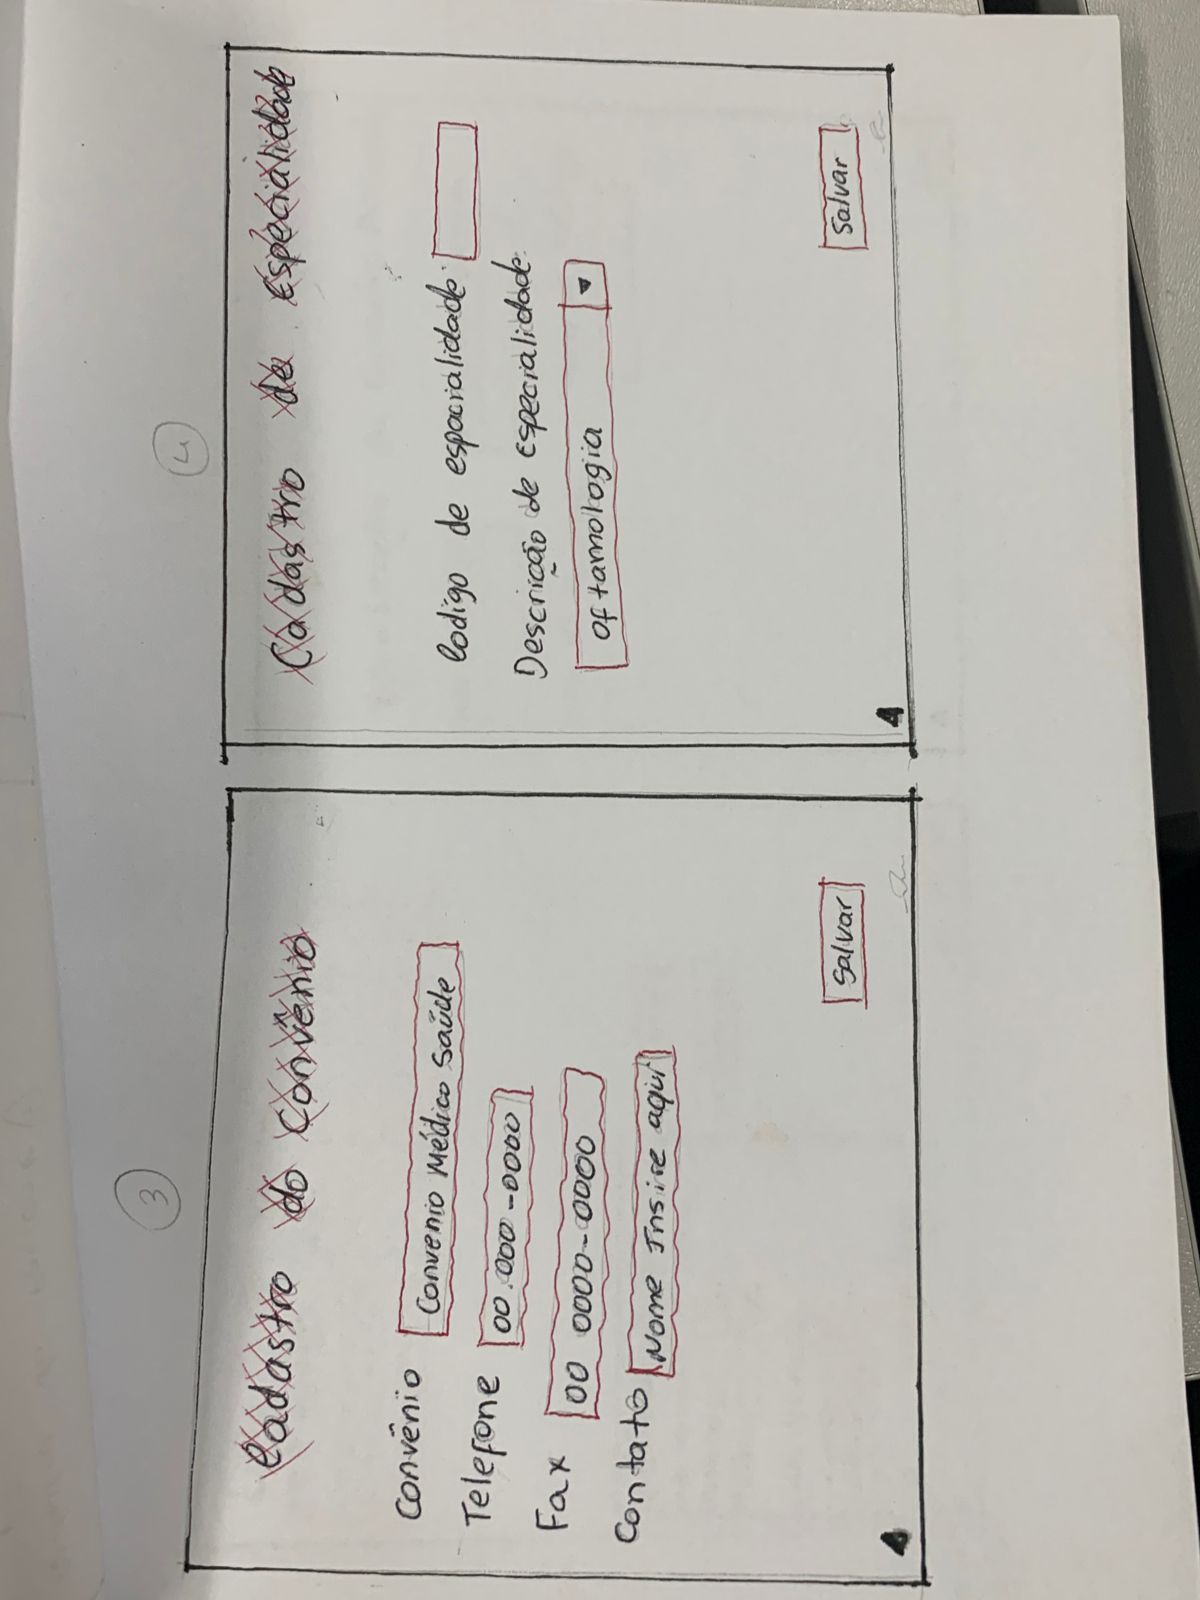 3
Cadastro do Convênio
Convênio Convenio Médico Saúde
Telefone 00.000-0000
Fax 00 0000-0000
Contato Nome Insire aqui
Salvar
4
Cadastro de Especialidade
Codigo de espacialidade:
Descrição de especialidade:
Oftamologia
Salvar